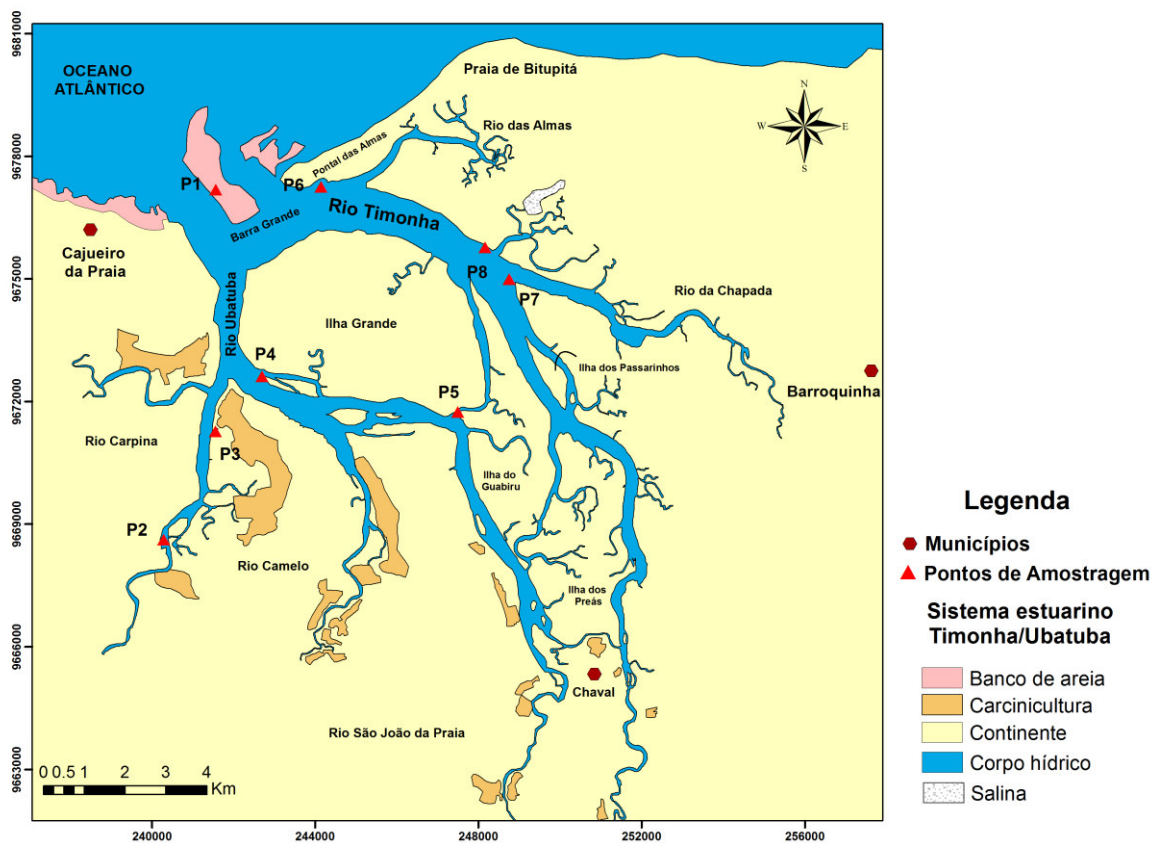 9681000
9678000
9675000
9672000
9669000
9666000
9663000
OCEANO
ATLÂNTICO
Praia de Bitupitá
N
W
E
S
Rio das Almas
Pontal das Almas
P1
P6
Rio Timonha
Barra Grande
Cajueiro
da Praia
P8
P7
Rio da Chapada
Rio Ubatuba
Ilha Grande
P4
Ilha dos Passarinhos
Barroquinha
P5
Rio Carpina
P3
Ilha do
Guabiru
P2
Rio Camelo
Ilha dos
Preás
Chaval
Rio São João da Praia
0 0.5 1 2 3 4
Km
240000
244000
248000
252000
256000
Legenda
Municípios
Pontos de Amostragem
Sistema estuarino
Timonha/Ubatuba
Banco de areia
Carcinicultura
Continente
Corpo hídrico
Salina